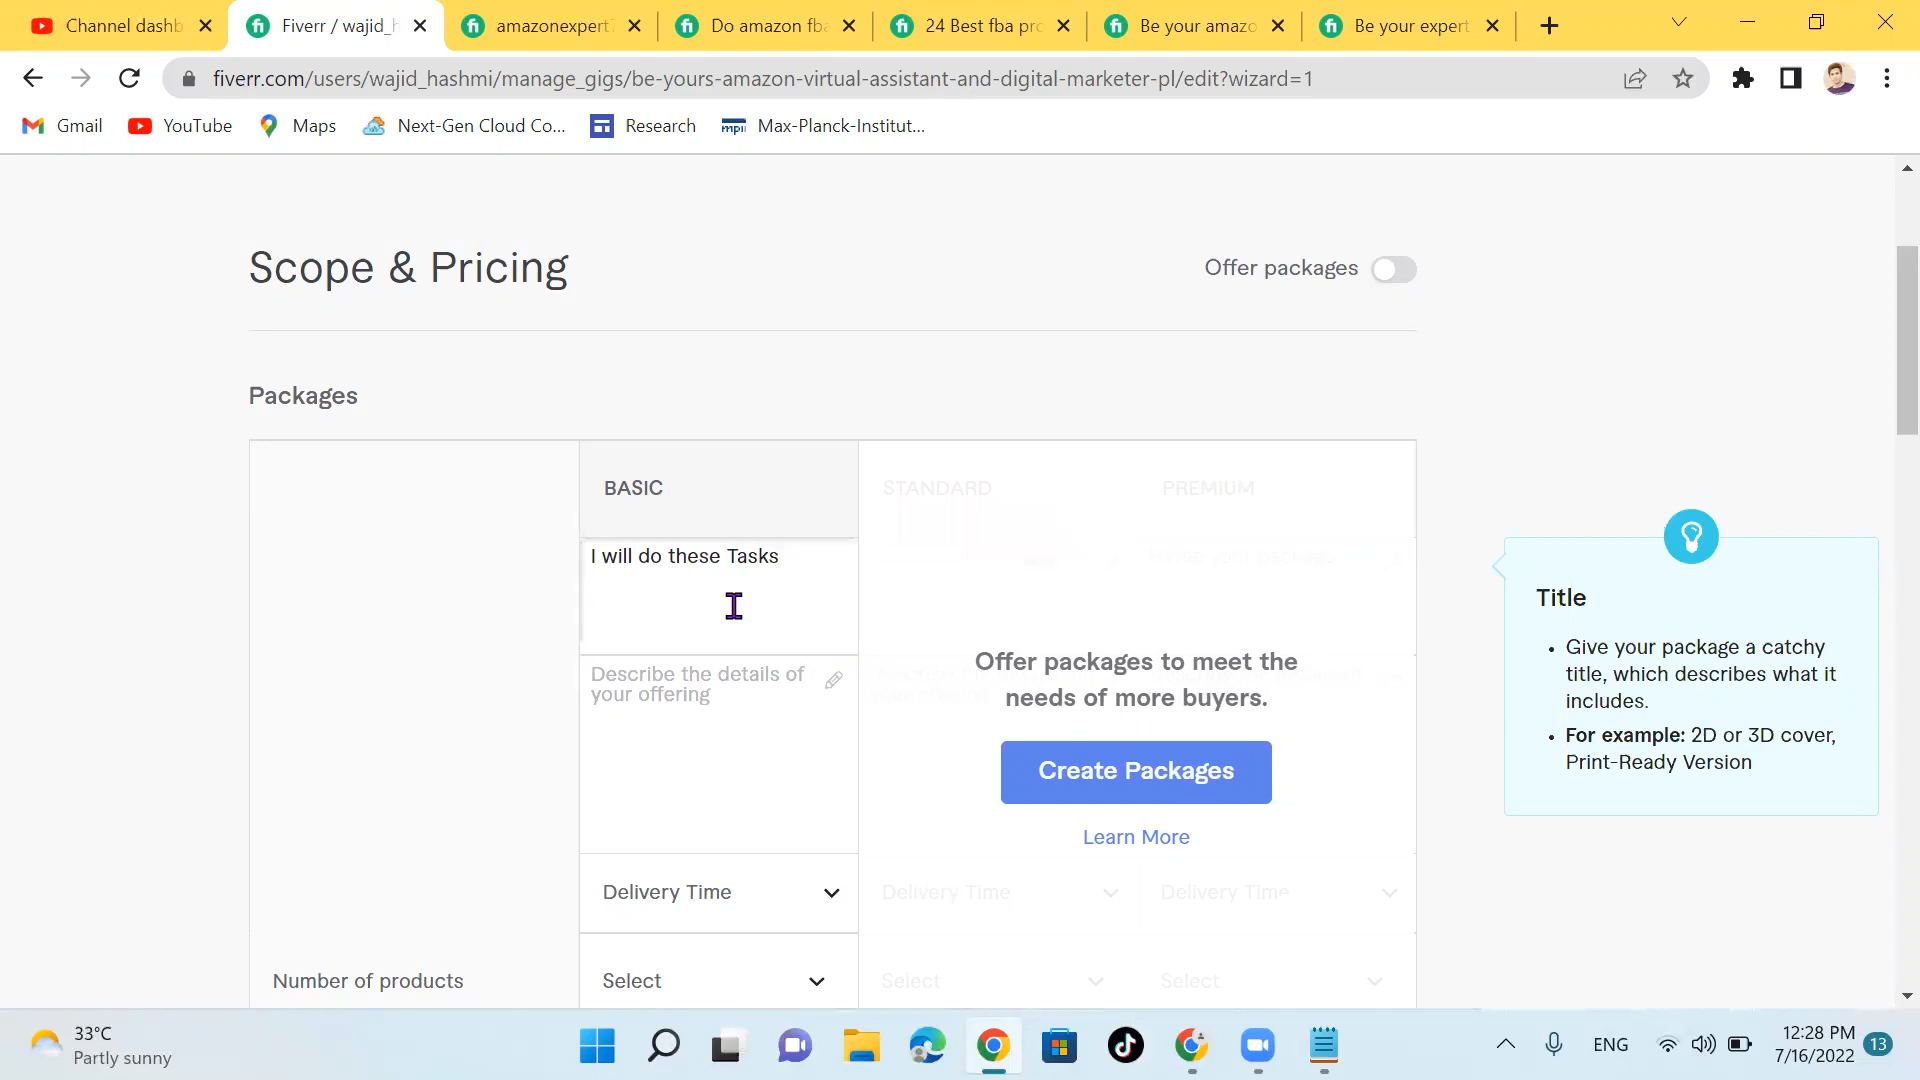 Channel dashb
Fiverr / wajid_h
amazonexpert7
Do amazon fba
24 Best fba pro
Be your amazo
Be your expert
fiverr.com/users/wajid_hashmi/manage_gigs/be-yours-amazon-virtual-assistant-and-digital-marketer-pl/edit?wizard=1
Gmail
YouTube
Maps
Next-Gen Cloud Co...
Research
mpii
Max-Planck-Institut...
Scope & Pricing
Offer packages
Packages
BASIC
STANDARD
PREMIUM
I will do these Tasks
Describe the details of
your offering
Offer packages to meet the
needs of more buyers.
Create Packages
Learn More
Delivery Time
Delivery Time
Delivery Time
Number of products
Select
Select
Select
Title
Give your package a catchy
title, which describes what it
includes.
For example: 2D or 3D cover,
Print-Ready Version
33°C
Partly sunny
ENG
12:28 PM
7/16/2022
13